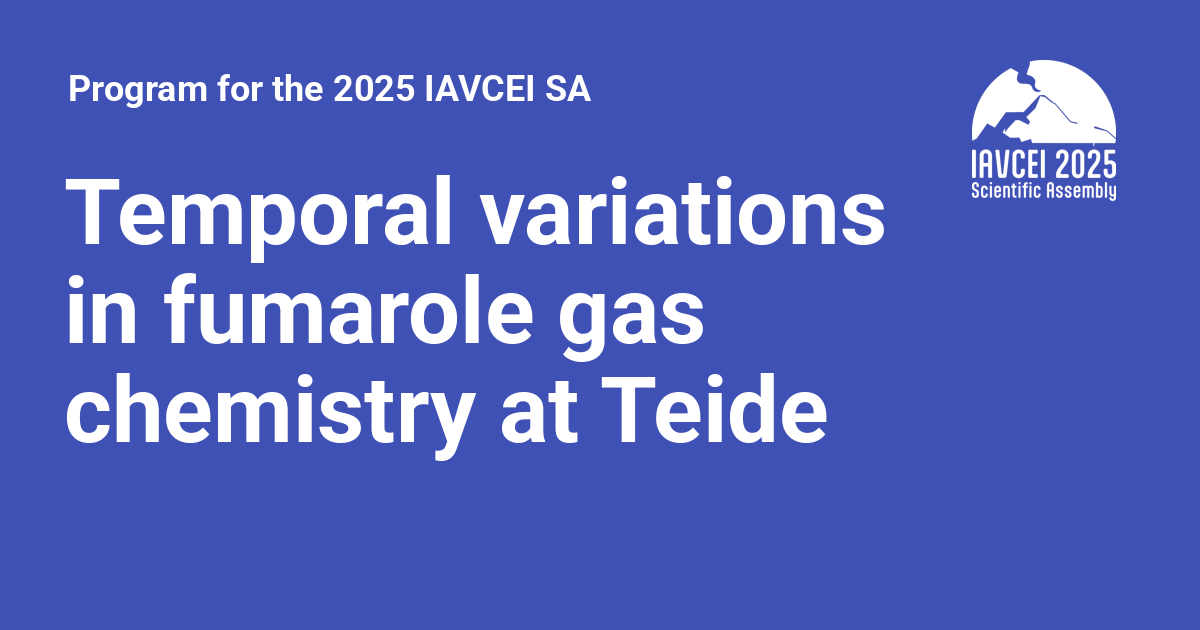 Program for the 2025 IAVCEI SA
IAVCEI 2025
Scientific Assembly
Temporal variations
in fumarole gas
chemistry at Teide